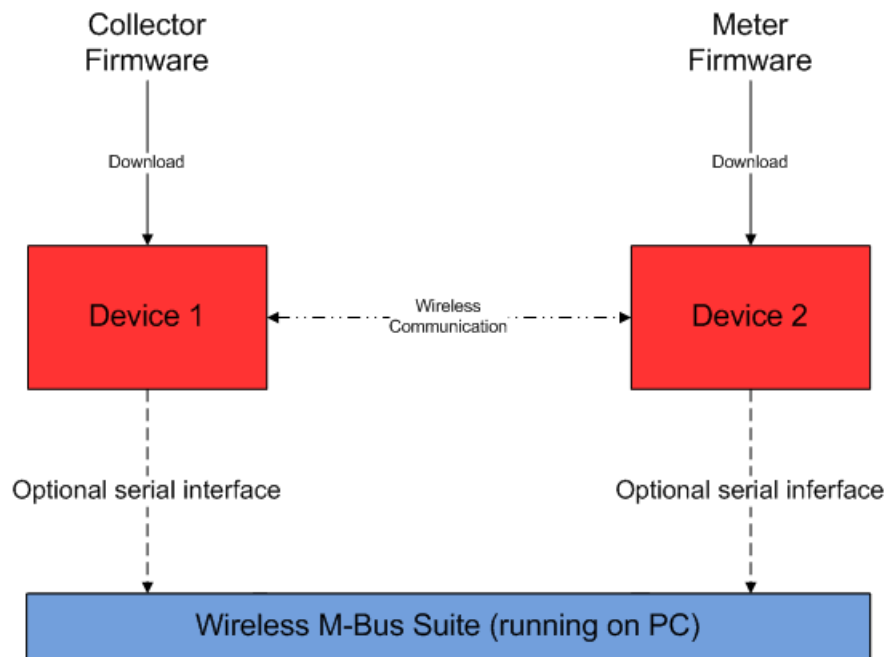 Collector
Firmware
Meter
Firmware
Download
Download
Device 1
Wireless
Communication
Device 2
Optional serial interface
Optional serial inferface
Wireless M-Bus Suite (running on PC)